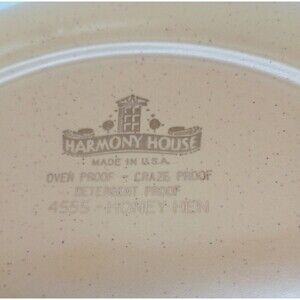 HARMONY HOUSE
MADE IN U.S.A.
OVEN PROOF - CRAZE PROOF
DETERGENT PROOF
4555 - HONEY HEN